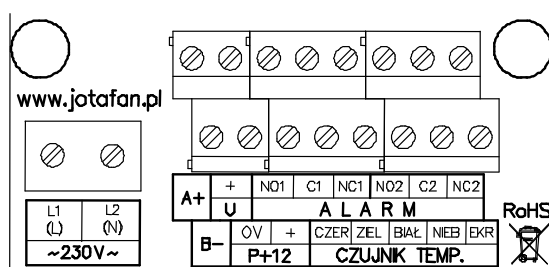 www.jotafan.pl
A+ + NO1 C1 NC1 NO2 C2 NC2
U ALARM
L1 L2
(L) (N)
~230V~
B- 0V + CZER ZEL BIAŁ NIEB EKR
P+12 CZUJNIK TEMP.
RoHS